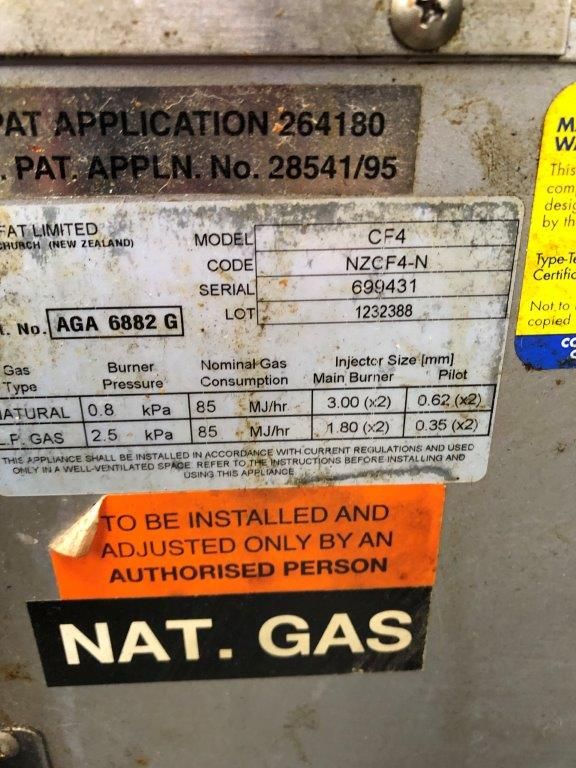 PAT APPLICATION 264180
. PAT. APPLN. No. 28541/95
FAT LIMITED
CHURCH (NEW ZEALAND)
MODEL CF4
CODE NZCF4-N
SERIAL 699431
LOT 1232388
T. No. AGA 6882 G
Gas Type Burner Pressure Nominal Gas Consumption Injector Size [mm] Main Burner Pilot
NATURAL 0.8 kPa 85 MJ/hr 3.00 (x2) 0.62 (x2)
L.P. GAS 2.5 kPa 85 MJ/hr 1.80 (x2) 0.35 (x2)
THIS APPLIANCE SHALL BE INSTALLED IN ACCORDANCE WITH CURRENT REGULATIONS AND USED
ONLY IN A WELL-VENTILATED SPACE. REFER TO THE INSTRUCTIONS BEFORE INSTALLING AND
USING THIS APPLIANCE
TO BE INSTALLED AND
ADJUSTED ONLY BY AN
AUTHORISED PERSON
NAT. GAS
This
by th
Type-Te
Certific
Not to
copied